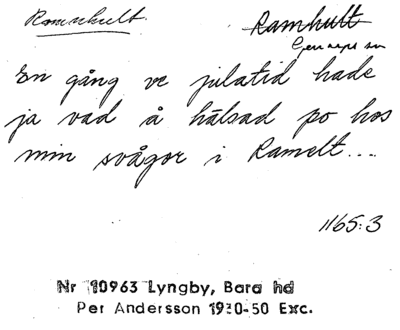 Ramshult. Ramhult
En gång ve julatid hade
ja vad å hälsad po hos
min svågor i Ramelt...
1165:3
Nr 10963 Lyngby, Bara hd
Per Andersson 1930-50 Exc.